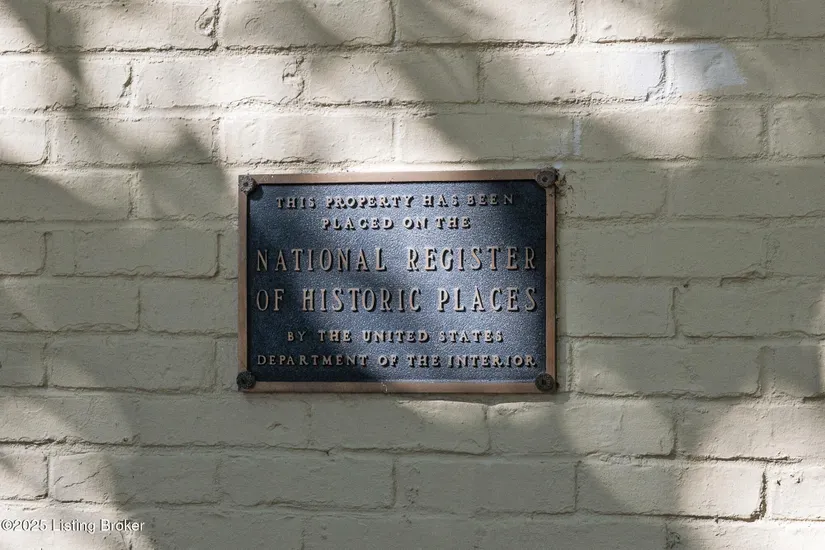 THIS PROPERTY HAS BEEN
PLACED ON THE
NATIONAL REGISTER
OF HISTORIC PLACES
BY THE UNITED STATES
DEPARTMENT OF THE INTERIOR
©2025 Listing Broker